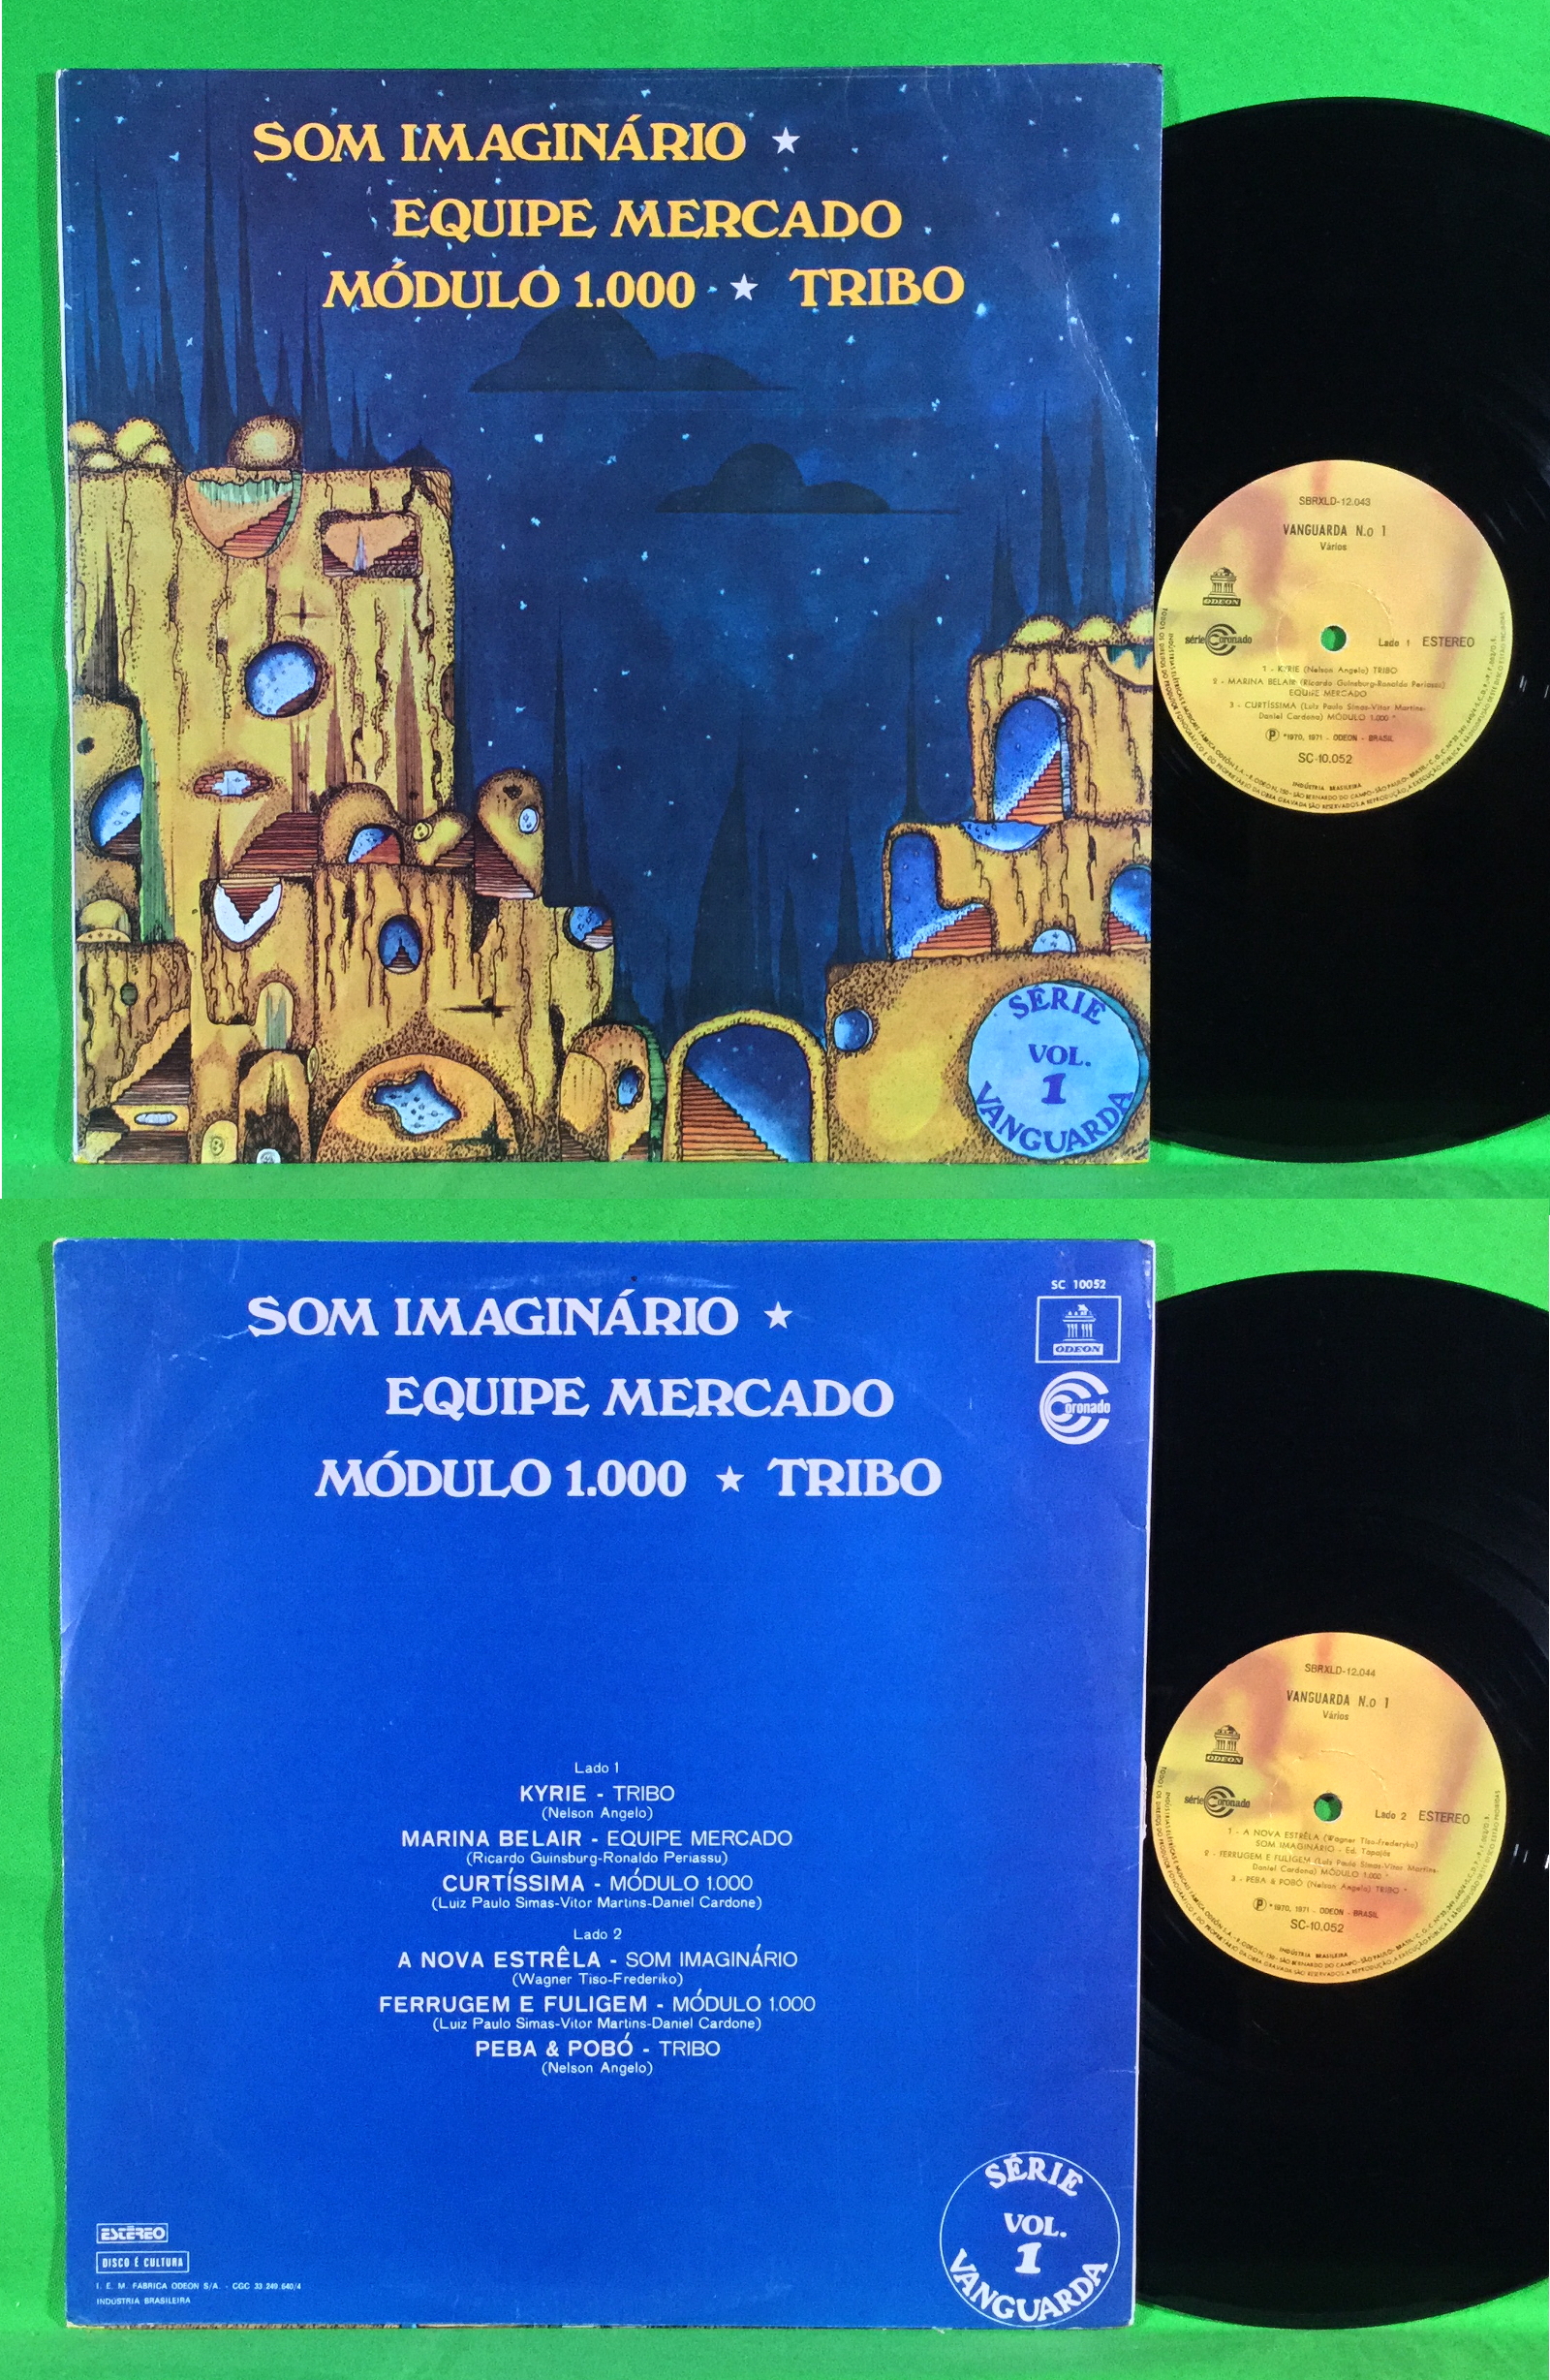 SOM IMAGINÁRIO ★
EQUIPE MERCADO
MÓDULO 1.000 ★ TRIBO
SÉRIE
VOL.
1
VANGUARDA
SBRXLD-12.043
VANGUARDA N.o 1
Vários
ODEON
série Coronado
Lado 1 ESTEREO
1 - KYRIE (Nelson Angelo) TRIBO
2 - MARINA BELAIR (Ricardo Guinsburg-Ronaldo Periassu)
EQUIPE MERCADO
3 - CURTÍSSIMA (Luiz Paulo Simas-Vitor Martins-
Daniel Cardona) MÓDULO 1.000 *
Ⓟ *1970, 1971 - ODEON - BRASIL
SC-10.052
INDÚSTRIA BRASILEIRA
SOM IMAGINÁRIO ★
EQUIPE MERCADO
MÓDULO 1.000 ★ TRIBO
SC 10052
ODEON
Coronado
Lado 1
KYRIE - TRIBO
(Nelson Angelo)
MARINA BELAIR - EQUIPE MERCADO
(Ricardo Guinsburg-Ronaldo Periassu)
CURTÍSSIMA - MÓDULO 1.000
(Luiz Paulo Simas-Vitor Martins-Daniel Cardone)
Lado 2
A NOVA ESTRÊLA - SOM IMAGINÁRIO
(Wagner Tiso-Frederiko)
FERRUGEM E FULIGEM - MÓDULO 1.000
(Luiz Paulo Simas-Vitor Martins-Daniel Cardone)
PEBA & POBÓ - TRIBO
(Nelson Angelo)
ESTÉREO
DISCO É CULTURA
I. E. M. FÁBRICA ODEON S/A. - CGC 33.249.640/4
INDÚSTRIA BRASILEIRA
SÉRIE
VOL.
1
VANGUARDA
SBRXLD-12.044
VANGUARDA N.o 1
Vários
ODEON
série Coronado
Lado 2 ESTEREO
1 - A NOVA ESTRÊLA (Wagner Tiso-Frederyko)
SOM IMAGINÁRIO - Ed. Tapajós
2 - FERRUGEM E FULIGEM (Luiz Paulo Simas-Vitor Martins-
Daniel Cardona) MÓDULO 1.000
3 - PEBA & POBÓ (Nelson Angelo) TRIBO *
Ⓟ *1970, 1971 - ODEON - BRASIL
SC-10.052
INDÚSTRIA BRASILEIRA